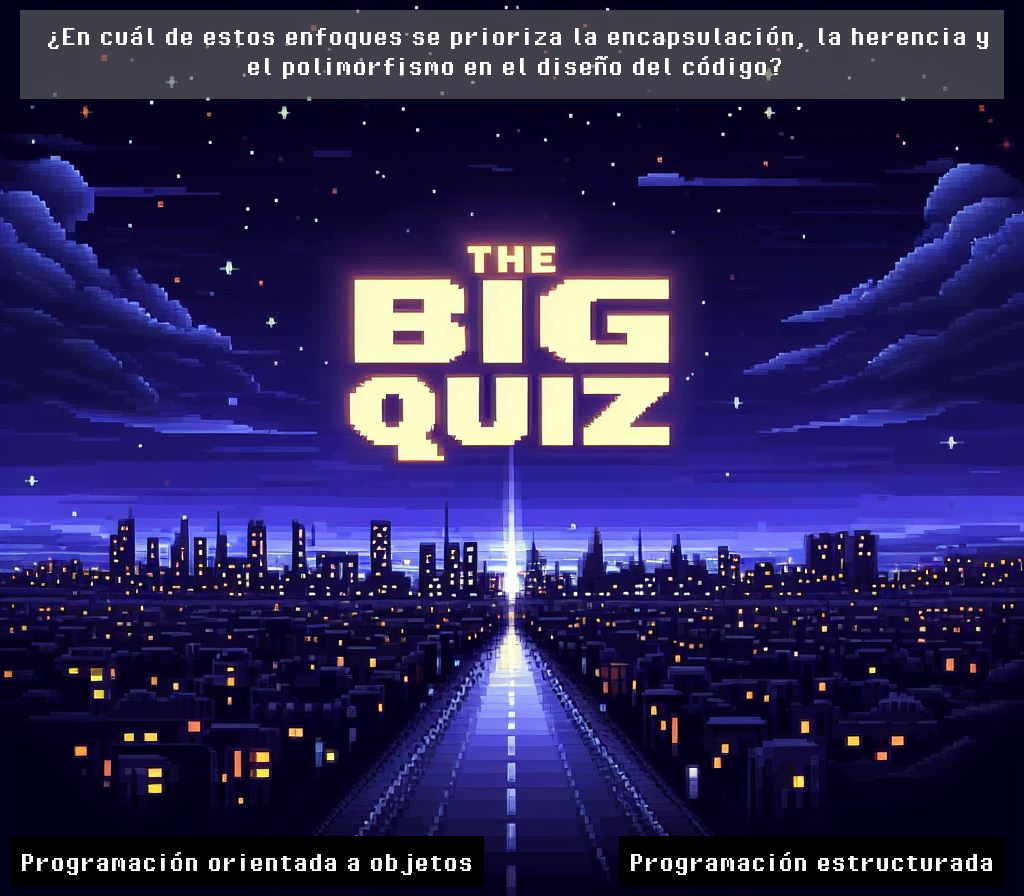 ¿En cuál de estos enfoques se prioriza la encapsulación, la herencia y
el polimorfismo en el diseño del código?
THE
BIG
QUIZ
Programación orientada a objetos
Programación estructurada